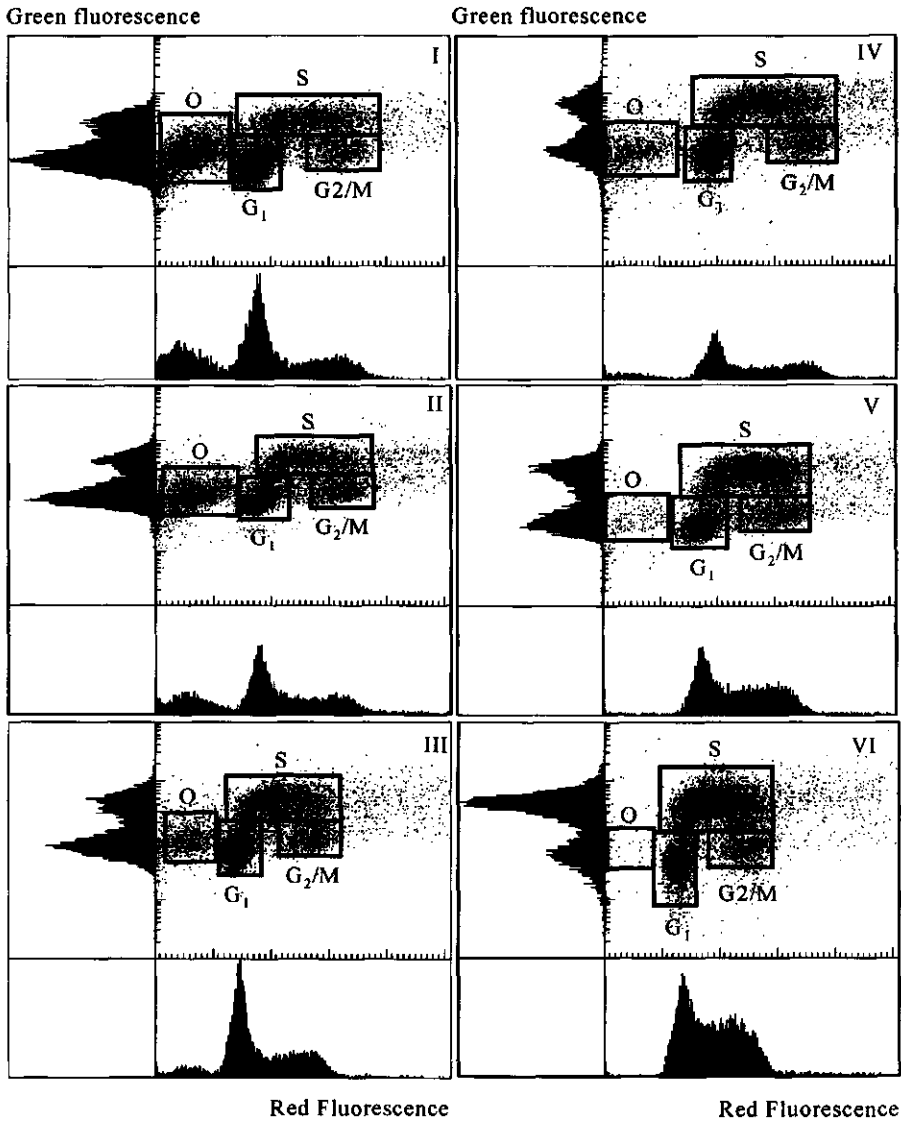 Green fluorescence
Green fluorescence
I
S
O
G1
G2/M
IV
S
O
G1
G2/M
II
S
O
G1
G2/M
V
S
O
G1
G2/M
III
S
O
G1
G2/M
VI
S
O
G1
G2/M
Red Fluorescence
Red Fluorescence